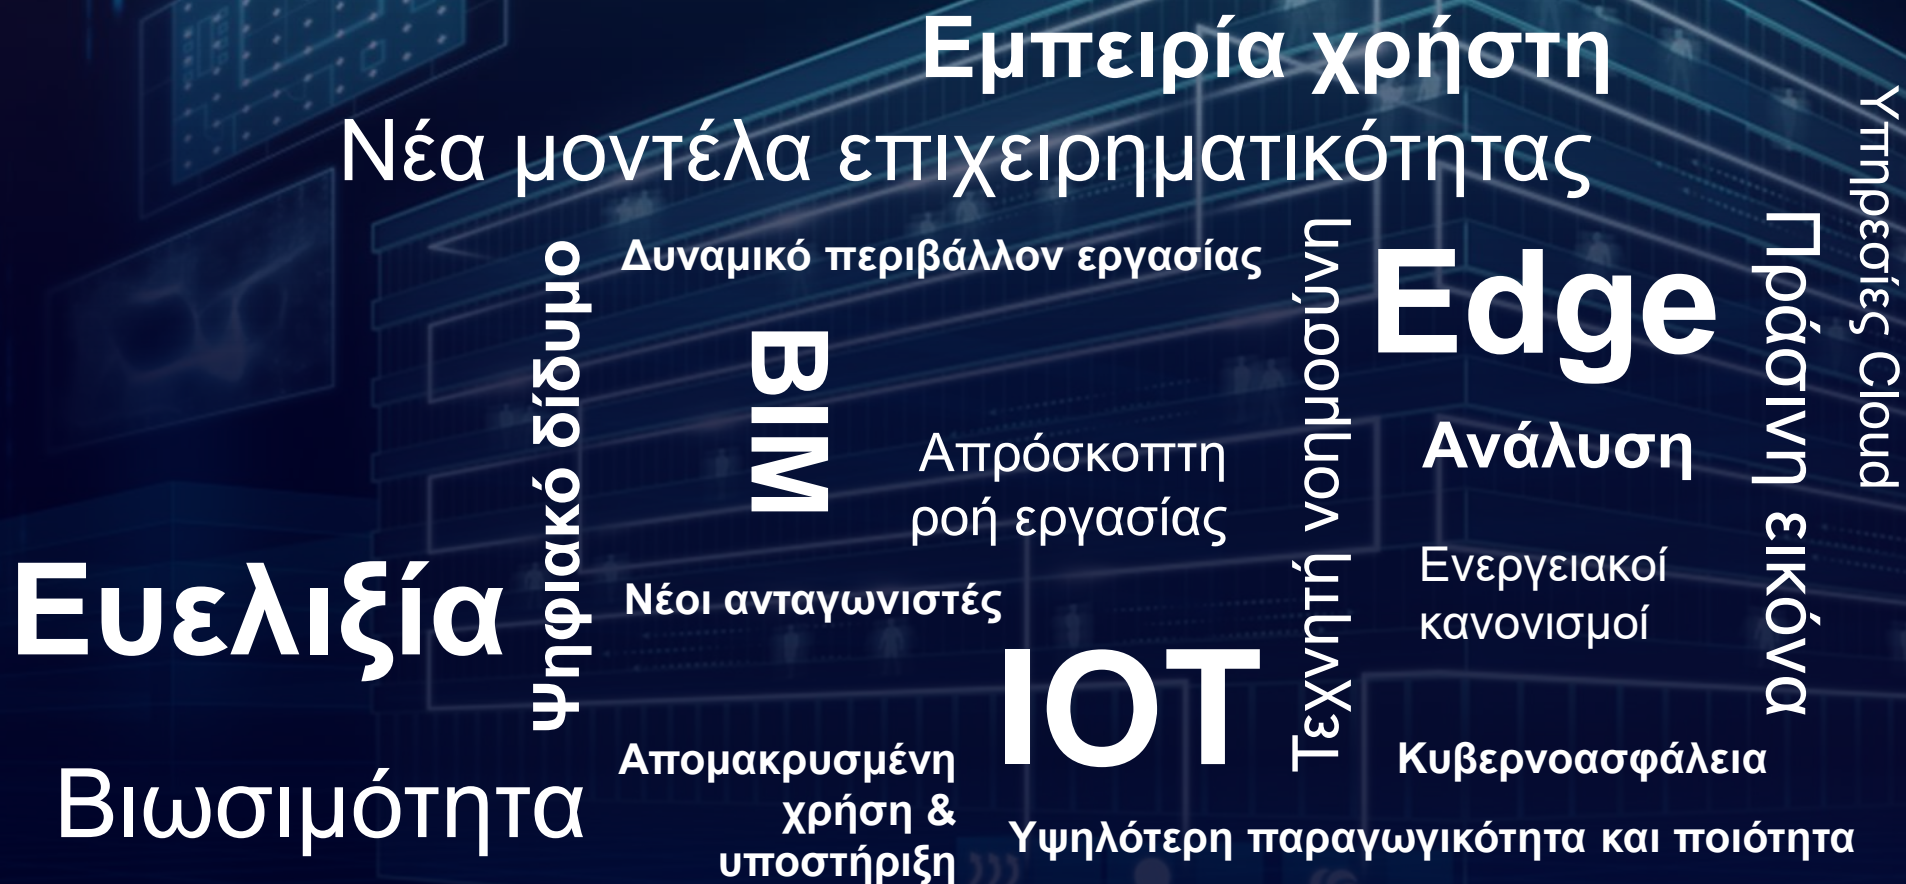 Εμπειρία χρήστη
Νέα μοντέλα επιχειρηματικότητας
Υπηρεσίες Cloud
Πράσινη εικόνα
Δυναμικό περιβάλλον εργασίας
Τεχνητή νοημοσύνη
Edge
Ψηφιακό δίδυμο
BIM
Απρόσκοπτη
ροή εργασίας
Ανάλυση
Ενεργειακοί
κανονισμοί
Ευελιξία
Νέοι ανταγωνιστές
IOT
Απομακρυσμένη
χρήση &
υποστήριξη
Κυβερνοασφάλεια
Βιωσιμότητα
Υψηλότερη παραγωγικότητα και ποιότητα